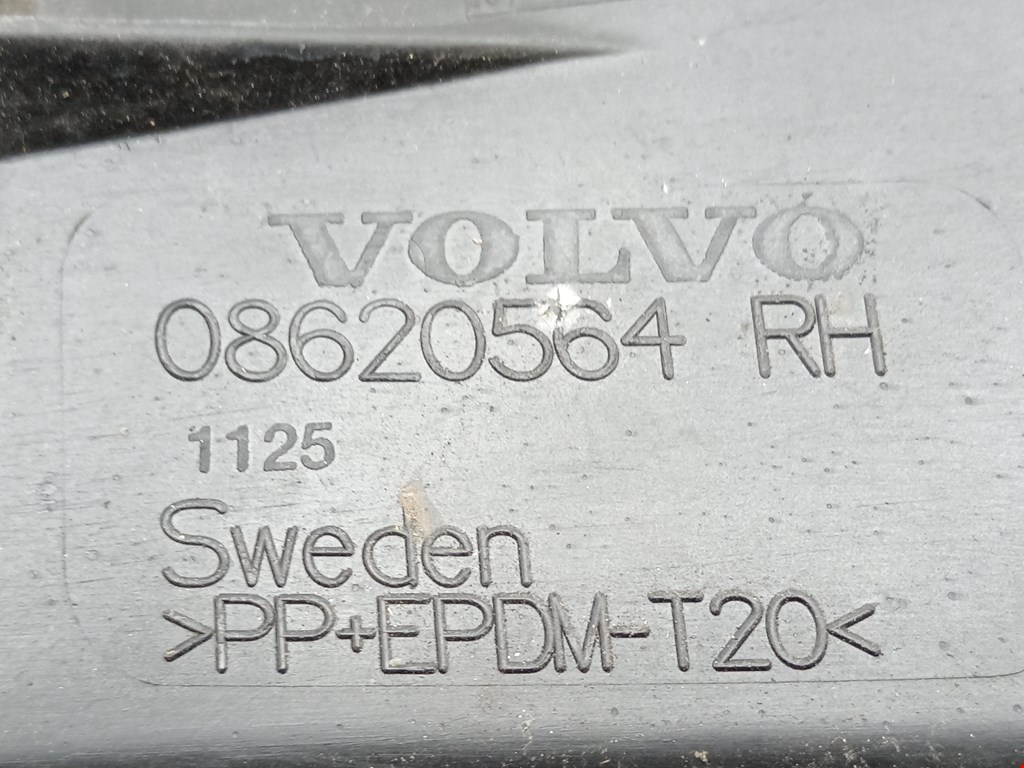 VOLVO
08620564 RH
1125
Sweden
>PP+EPDM-T20<